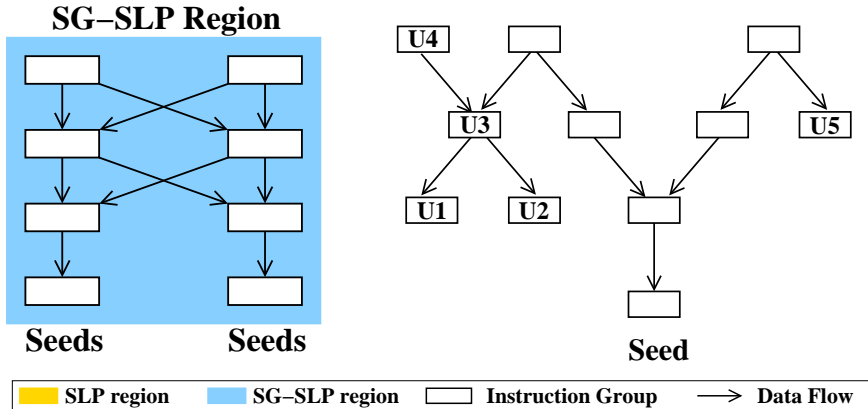 SG–SLP Region
U4
U3
U5
U1 U2
Seeds Seeds
Seed
SLP region SG–SLP region Instruction Group Data Flow